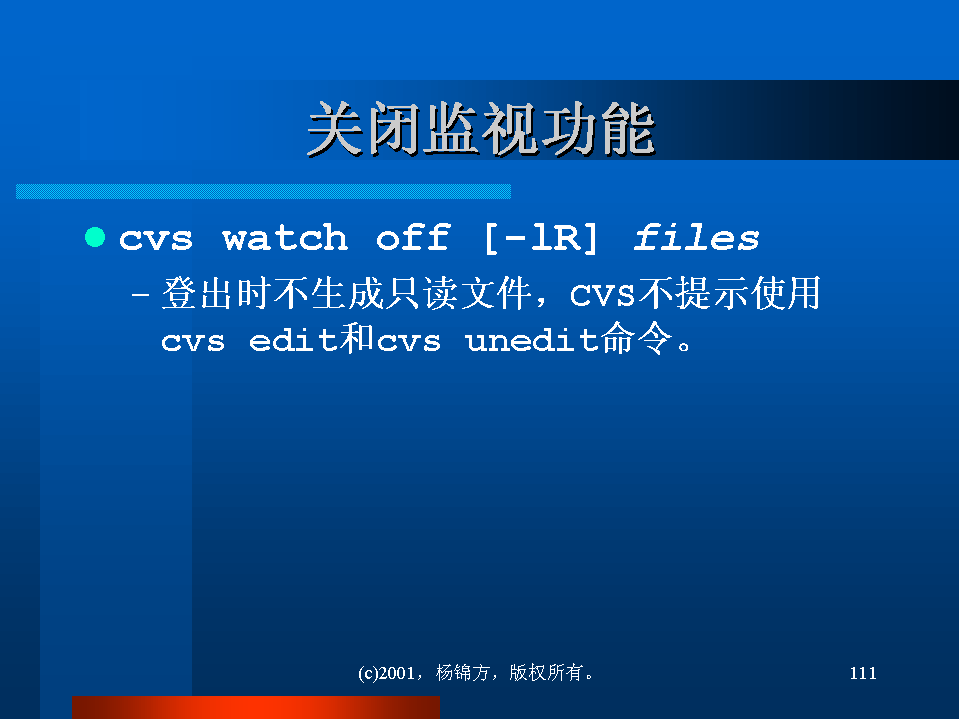 关闭监视功能
cvs watch off [-lR] files
– 登出时不生成只读文件，CVS不提示使用
cvs edit和cvs unedit命令。
(c)2001，杨锦方，版权所有。
111